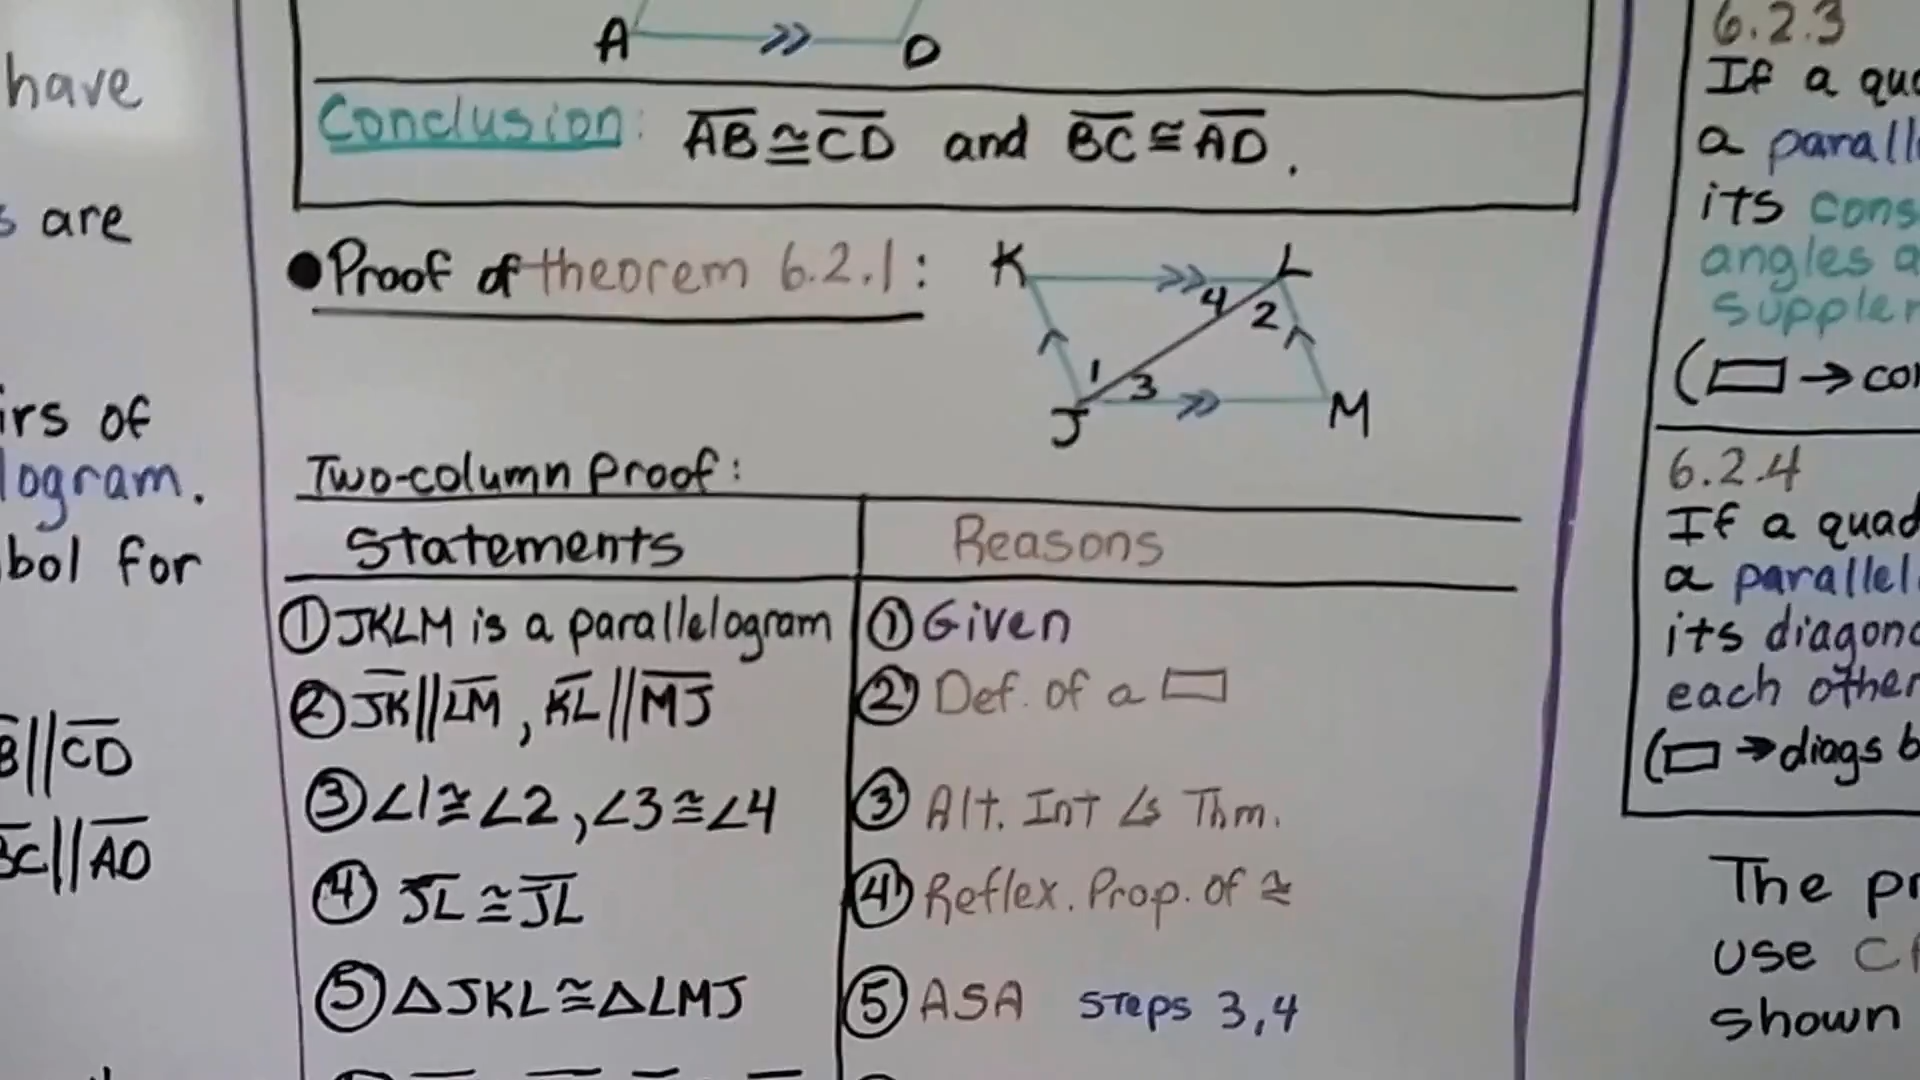 have
are
of
logram.
bol for
B||CD
BC||AD
A D
Conclusion: AB ≅ CD and BC ≅ AD.
●Proof of theorem 6.2.1:
K L
4 2
1 3
J M
Two-column Proof:
Statements Reasons
① JKLM is a parallelogram ① Given
② JK||LM, KL||MJ ② Def. of a ▭
③ ∠1≅∠2, ∠3≅∠4 ③ Alt. Int ∠s Thm.
④ JL ≅ JL ④ Reflex. Prop. of ≅
⑤ △JKL≅△LMJ ⑤ ASA Steps 3,4
6.2.3
If a qua
a parall
its cons
angles a
suppler
(▭→con
6.2.4
If a quad
a parallel
its diagona
each other
(▭→diags b
The pr
use
shown